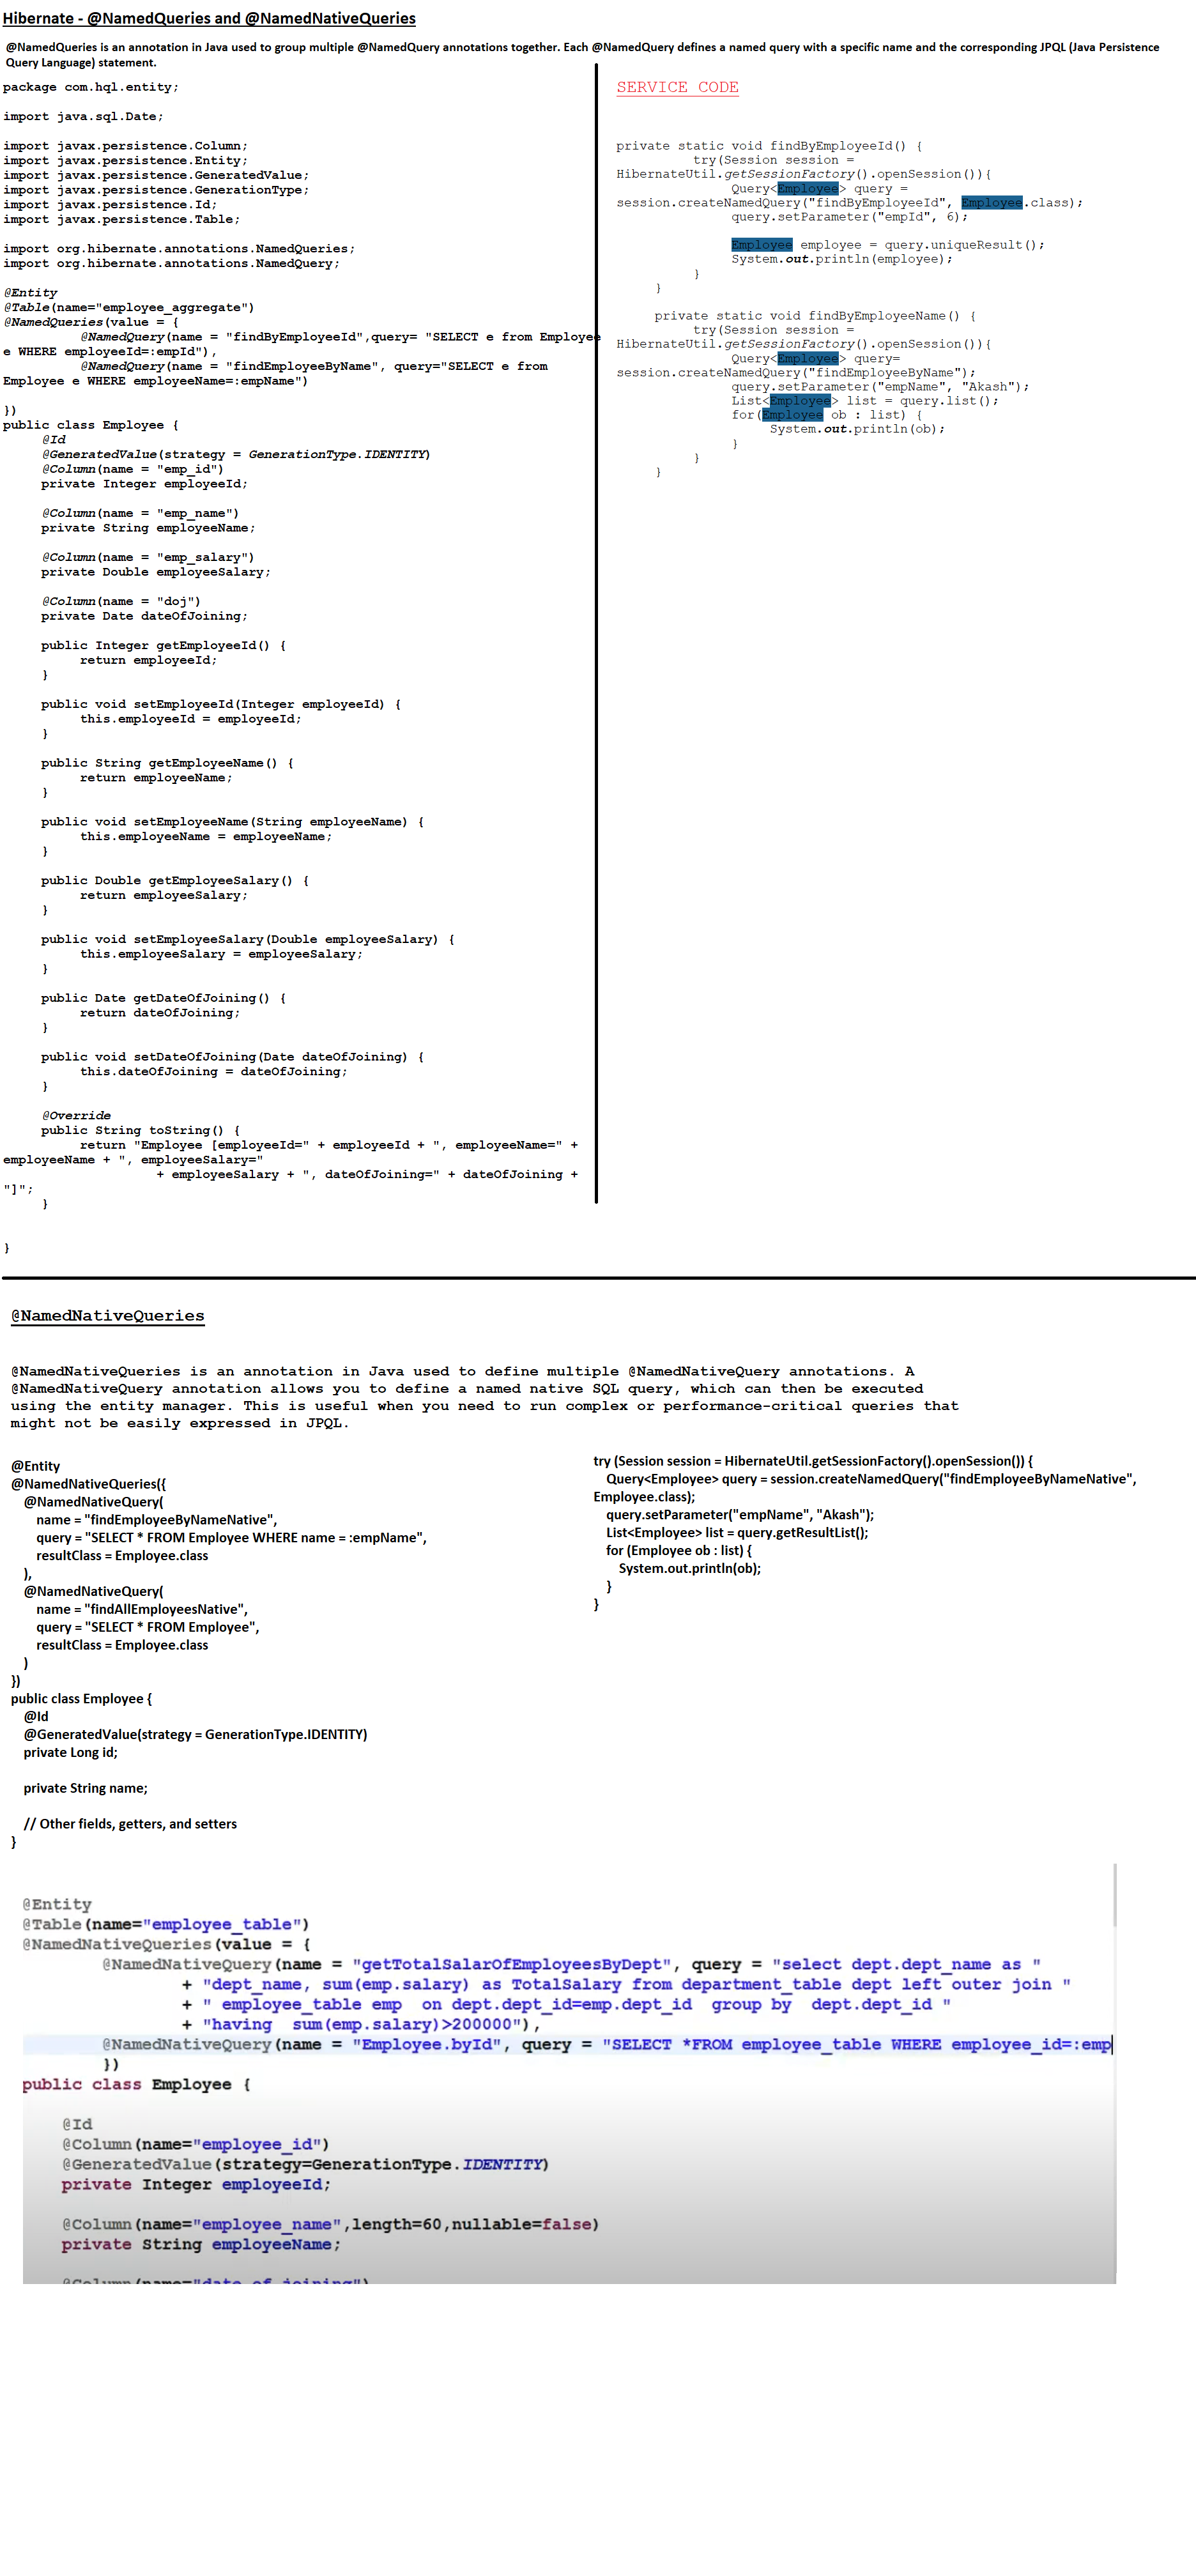 Hibernate - @NamedQueries and @NamedNativeQueries
@NamedQueries is an annotation in Java used to group multiple @NamedQuery annotations together. Each @NamedQuery defines a named query with a specific name and the corresponding JPQL (Java Persistence
Query Language) statement.
package com.hql.entity;
import java.sql.Date;
import javax.persistence.Column;
import javax.persistence.Entity;
import javax.persistence.GeneratedValue;
import javax.persistence.GenerationType;
import javax.persistence.Id;
import javax.persistence.Table;
import org.hibernate.annotations.NamedQueries;
import org.hibernate.annotations.NamedQuery;
@Entity
@Table(name="employee_aggregate")
@NamedQueries(value = {
@NamedQuery(name = "findByEmployeeId",query= "SELECT e from Employee
e WHERE employeeId=:empId"),
@NamedQuery(name = "findEmployeeByName", query="SELECT e from
Employee e WHERE employeeName=:empName")
})
public class Employee {
@Id
@GeneratedValue(strategy = GenerationType.IDENTITY)
@Column(name = "emp_id")
private Integer employeeId;
@Column(name = "emp_name")
private String employeeName;
@Column(name = "emp_salary")
private Double employeeSalary;
@Column(name = "doj")
private Date dateOfJoining;
public Integer getEmployeeId() {
return employeeId;
}
public void setEmployeeId(Integer employeeId) {
this.employeeId = employeeId;
}
public String getEmployeeName() {
return employeeName;
}
public void setEmployeeName(String employeeName) {
this.employeeName = employeeName;
}
public Double getEmployeeSalary() {
return employeeSalary;
}
public void setEmployeeSalary(Double employeeSalary) {
this.employeeSalary = employeeSalary;
}
public Date getDateOfJoining() {
return dateOfJoining;
}
public void setDateOfJoining(Date dateOfJoining) {
this.dateOfJoining = dateOfJoining;
}
@Override
public String toString() {
return "Employee [employeeId=" + employeeId + ", employeeName=" +
employeeName + ", employeeSalary="
+ employeeSalary + ", dateOfJoining=" + dateOfJoining +
"]";
}
}
SERVICE CODE
private static void findByEmployeeId() {
try(Session session =
HibernateUtil.getSessionFactory().openSession()){
Query<Employee> query =
session.createNamedQuery("findByEmployeeId", Employee.class);
query.setParameter("empId", 6);
Employee employee = query.uniqueResult();
System.out.println(employee);
}
}
private static void findByEmployeeName() {
try(Session session =
HibernateUtil.getSessionFactory().openSession()){
Query<Employee> query=
session.createNamedQuery("findEmployeeByName");
query.setParameter("empName", "Akash");
List<Employee> list = query.list();
for(Employee ob : list) {
System.out.println(ob);
}
}
}
@NamedNativeQueries
@NamedNativeQueries is an annotation in Java used to define multiple @NamedNativeQuery annotations. A
@NamedNativeQuery annotation allows you to define a named native SQL query, which can then be executed
using the entity manager. This is useful when you need to run complex or performance-critical queries that
might not be easily expressed in JPQL.
@Entity
@NamedNativeQueries({
@NamedNativeQuery(
name = "findEmployeeByNameNative",
query = "SELECT * FROM Employee WHERE name = :empName",
resultClass = Employee.class
),
@NamedNativeQuery(
name = "findAllEmployeesNative",
query = "SELECT * FROM Employee",
resultClass = Employee.class
)
})
public class Employee {
@Id
@GeneratedValue(strategy = GenerationType.IDENTITY)
private Long id;
private String name;
// Other fields, getters, and setters
}
try (Session session = HibernateUtil.getSessionFactory().openSession()) {
Query<Employee> query = session.createNamedQuery("findEmployeeByNameNative",
Employee.class);
query.setParameter("empName", "Akash");
List<Employee> list = query.getResultList();
for (Employee ob : list) {
System.out.println(ob);
}
}
@Entity
@Table(name="employee_table")
@NamedNativeQueries(value = {
@NamedNativeQuery(name = "getTotalSalarOfEmployeesByDept", query = "select dept.dept_name as "
+ "dept_name, sum(emp.salary) as TotalSalary from department_table dept left outer join "
+ " employee_table emp  on dept.dept_id=emp.dept_id  group by  dept.dept_id "
+ "having  sum(emp.salary)>200000"),
@NamedNativeQuery(name = "Employee.byId", query = "SELECT *FROM employee_table WHERE employee_id=:emp
})
public class Employee {
@Id
@Column(name="employee_id")
@GeneratedValue(strategy=GenerationType.IDENTITY)
private Integer employeeId;
@Column(name="employee_name",length=60,nullable=false)
private String employeeName;
@Column(name="date_of_joining")